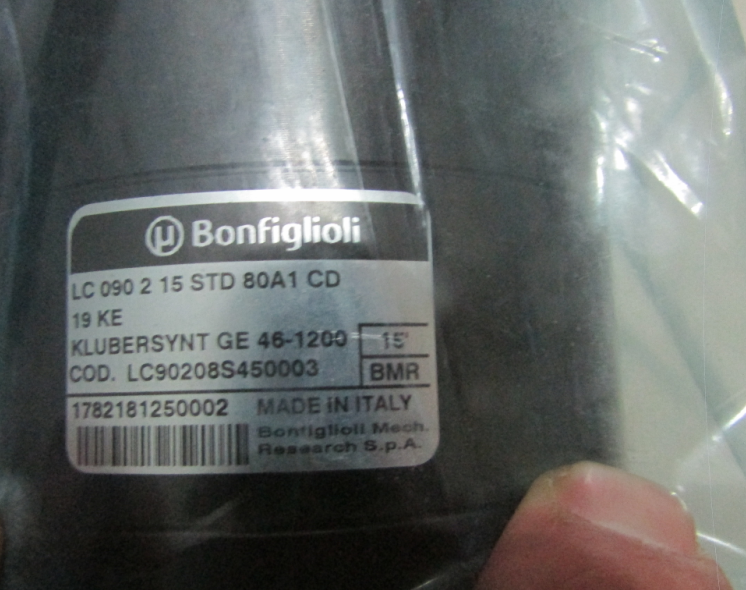 µ Bonfiglioli
LC 090 2 15 STD 80A1 CD
19 KE
KLUBERSYNT GE 46-1200
15'
COD. LC90208S450003
BMR
1782181250002 MADE iN ITALY
Bonfiglioli Mech.
Research S.p.A.